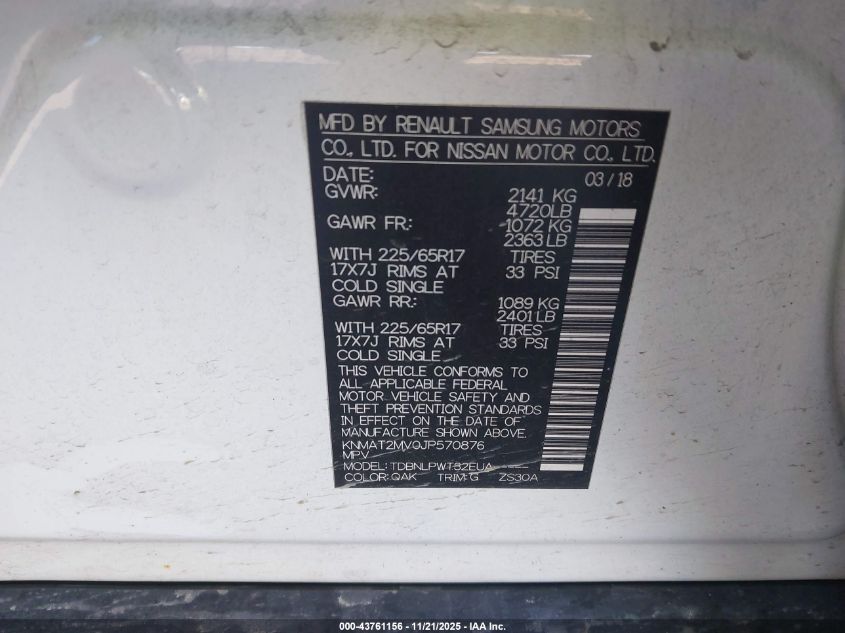 MFD BY RENAULT SAMSUNG MOTORS
CO., LTD. FOR NISSAN MOTOR CO., LTD.
DATE: 03/18
GVWR: 2141 KG
4720LB
GAWR FR: 1072 KG
2363LB
WITH 225/65R17 TIRES
17X7J RIMS AT 33 PSI
COLD SINGLE
GAWR RR: 1089 KG
2401LB
WITH 225/65R17 TIRES
17X7J RIMS AT 33 PSI
COLD SINGLE
THIS VEHICLE CONFORMS TO
ALL APPLICABLE FEDERAL
MOTOR VEHICLE SAFETY AND
THEFT PREVENTION STANDARDS
IN EFFECT ON THE DATE OF
MANUFACTURE SHOWN ABOVE.
KNMAT2MV0JP570876
MPV
MODEL: TDBNLPWT32EUA-----
COLOR: QAK TRIM: G ZS30A
000-43761156 - 11/21/2025 - IAA Inc.